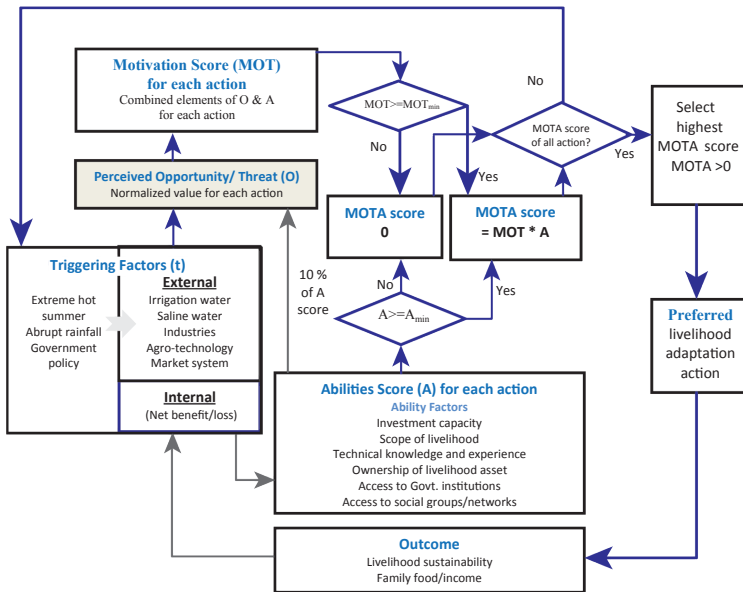 Motivation Score (MOT)
for each action
Combined elements of O & A
for each action
MOT>=MOTmin
No
Yes
No
MOTA score
of all action?
Yes
Select
highest
MOTA score
MOTA >0
Perceived Opportunity/ Threat (O)
Normalized value for each action
MOTA score
0
MOTA score
= MOT * A
Triggering Factors (t)
Extreme hot
summer
Abrupt rainfall
Government
policy
External
Irrigation water
Saline water
Industries
Agro-technology
Market system
Internal
(Net benefit/loss)
10 %
of A
score
No
Yes
A>=Amin
Preferred
livelihood
adaptation
action
Abilities Score (A) for each action
Ability Factors
Investment capacity
Scope of livelihood
Technical knowledge and experience
Ownership of livelihood asset
Access to Govt. institutions
Access to social groups/networks
Outcome
Livelihood sustainability
Family food/income